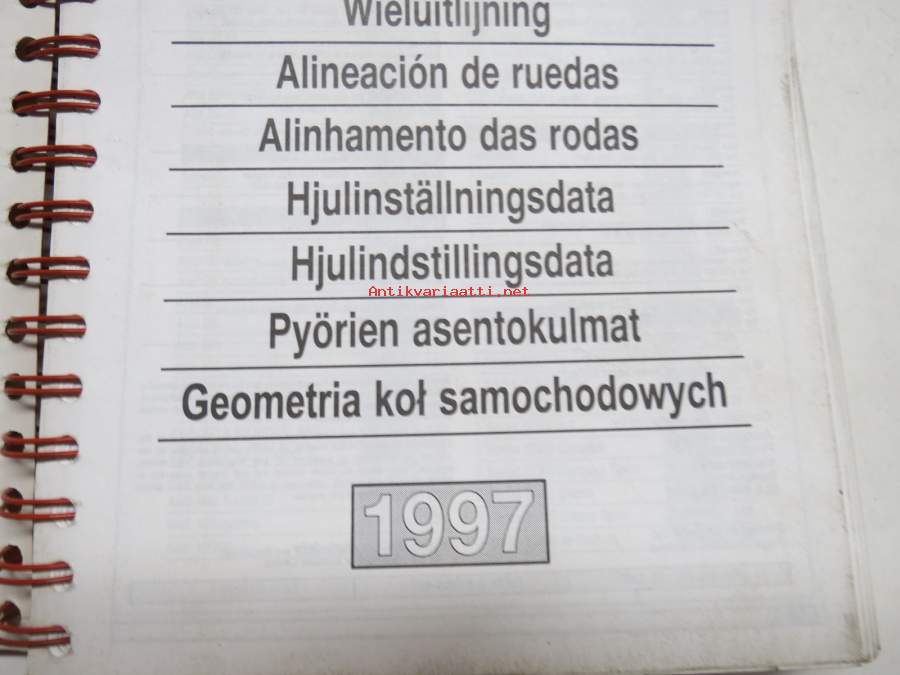 Wieluitlijning
Alineación de ruedas
Alinhamento das rodas
Hjulinställningsdata
Hjulindstillingsdata
Antikvariaatti.net
Pyörien asentokulmat
Geometria kół samochodowych
1997